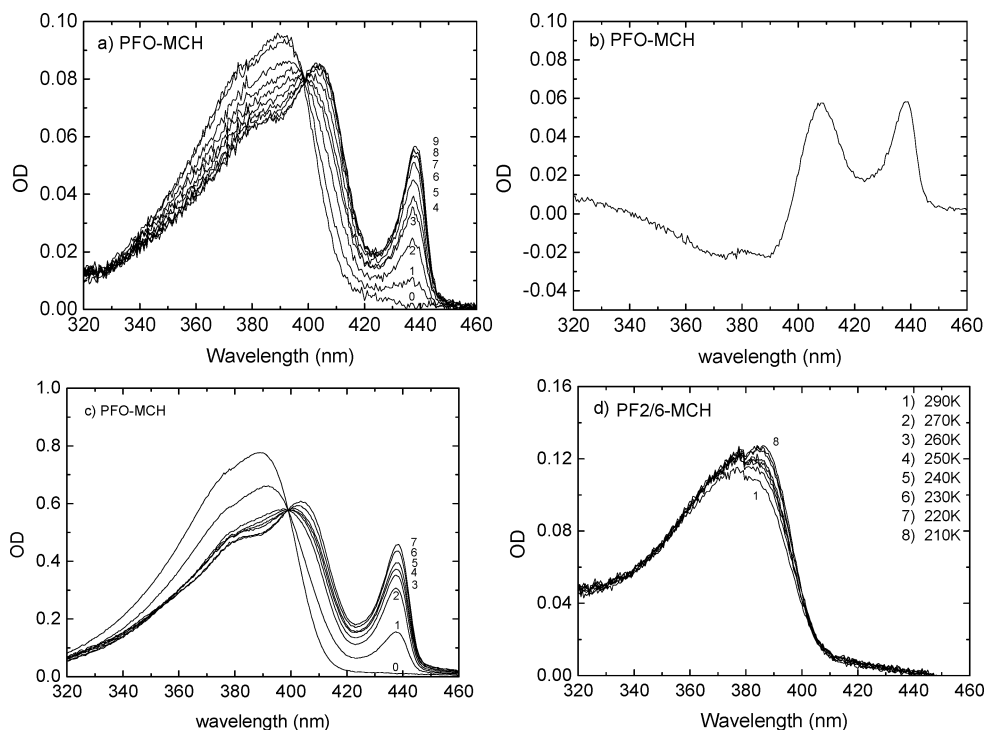 a) PFO-MCH
OD
0.10
0.08
0.06
0.04
0.02
0.00
9
8
7
6
5
4
3
2
1
0
320 340 360 380 400 420 440 460
Wavelength (nm)
b) PFO-MCH
OD
0.10
0.08
0.06
0.04
0.02
0.00
-0.02
-0.04
320 340 360 380 400 420 440 460
wavelength (nm)
c) PFO-MCH
OD
1.0
0.8
0.6
0.4
0.2
0.0
7
6
5
4
3
2
1
0
320 340 360 380 400 420 440 460
wavelength (nm)
d) PF2/6-MCH
OD
0.16
0.12
0.08
0.04
0.00
8
1
1) 290K
2) 270K
3) 260K
4) 250K
5) 240K
6) 230K
7) 220K
8) 210K
320 340 360 380 400 420 440 460
Wavelength (nm)